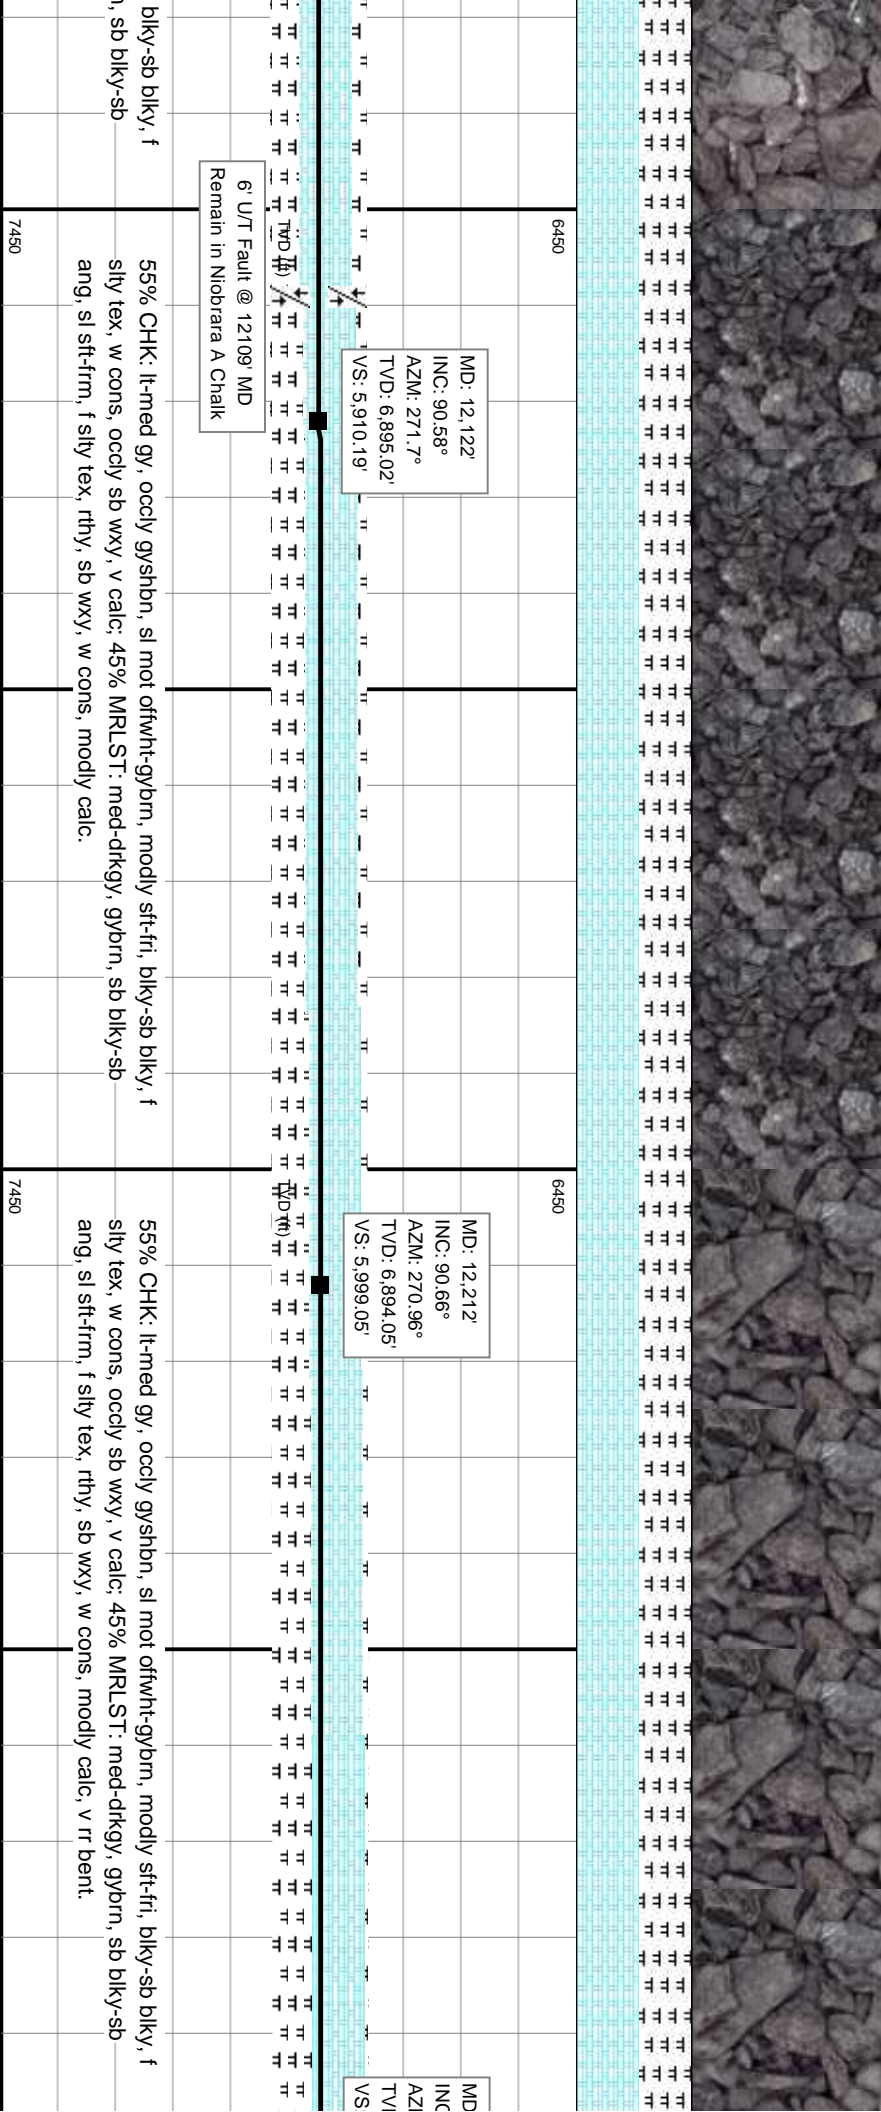 blky-sb blky, f
, sb blky-sb
6450
7450
TVD (ft)
6' U/T Fault @ 12109' MD
Remain in Niobrara A Chalk
MD: 12,122'
INC: 90.58°
AZM: 271.7°
TVD: 6,895.02'
VS: 5,910.19'
55% CHK: lt-med gy, occly gyshbn, sl mot offwht-gybrn, modly sft-fri, blky-sb blky, f
slty tex, w cons, occly sb wxy, v calc; 45% MRLST: med-drkgy, gybrn, sb blky-sb
ang, sl sft-frm, f slty tex, rthy, sb wxy, w cons, modly calc.
6450
7450
TVD (ft)
MD: 12,212'
INC: 90.66°
AZM: 270.96°
TVD: 6,894.05'
VS: 5,999.05'
55% CHK: lt-med gy, occly gyshbn, sl mot offwht-gybrn, modly sft-fri, blky-sb blky, f
slty tex, w cons, occly sb wxy, v calc; 45% MRLST: med-drkgy, gybrn, sb blky-sb
ang, sl sft-frm, f slty tex, rthy, sb wxy, w cons, modly calc, v rr bent.
MD
INC
VS: